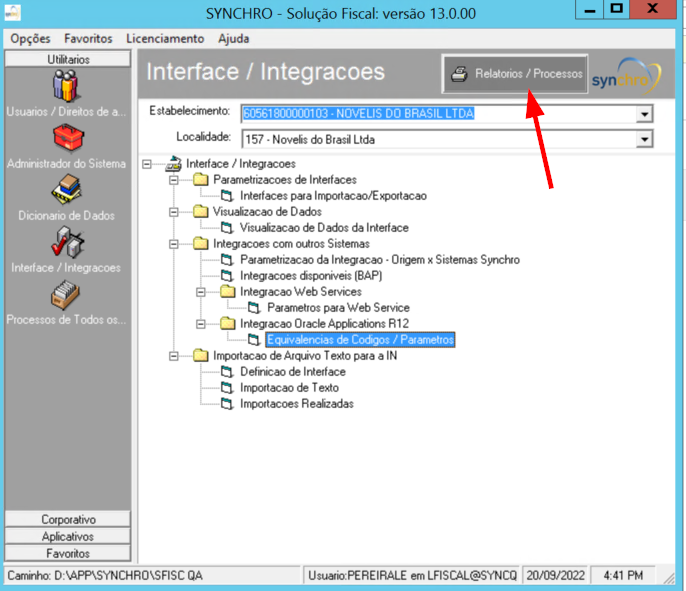 SYNCHRO - Solução Fiscal: versão 13.0.00
Opções Favoritos Licenciamento Ajuda
Utilitarios
Usuarios / Direitos de a...
Administrador do Sistema
Dicionario de Dados
Interface / Integracoes
Processos de Todos os...
Corporativo
Aplicativos
Favoritos
Interface / Integracoes
Relatorios / Processos
synchro
Estabelecimento: 60561800000103 - NOVELIS DO BRASIL LTDA
Localidade: 157 - Novelis do Brasil Ltda
Interface / Integracoes
Parametrizacoes de Interfaces
Interfaces para Importacao/Exportacao
Visualizacao de Dados
Visualizacao de Dados da Interface
Integracoes com outros Sistemas
Parametrizacao da Integracao - Origem x Sistemas Synchro
Integracoes disponiveis (BAP)
Integracao Web Services
Parametros para Web Service
Integracao Oracle Applications R12
Equivalencias de Codigos / Parametros
Importacao de Arquivo Texto para a IN
Definicao de Interface
Importacao de Texto
Importacoes Realizadas
Caminho: D:\APP\SYNCHRO\SFISC QA Usuario:PEREIRALE em LFISCAL@SYNCQ 20/09/2022 4:41 PM